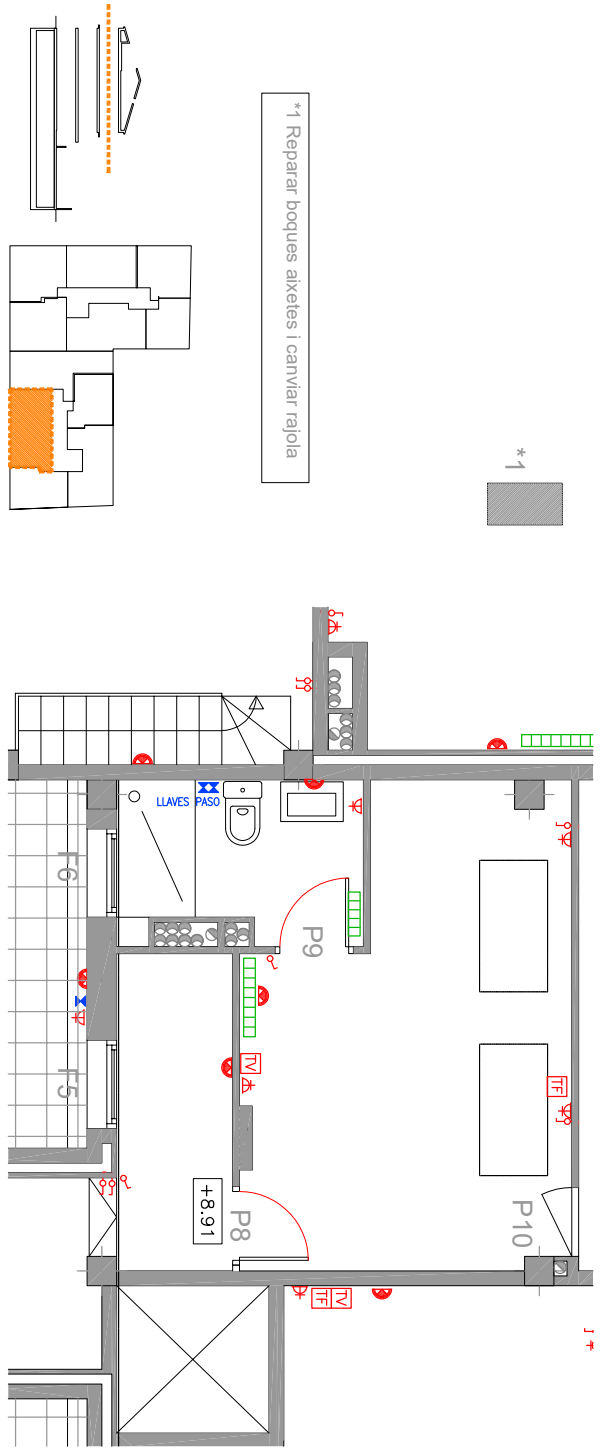 *1 Reparar boques aixetes i canviar rajola
*1
LLAVES PASO
F6
P9
TV
TF
F5
+8.91
P8
P10
TV
TF